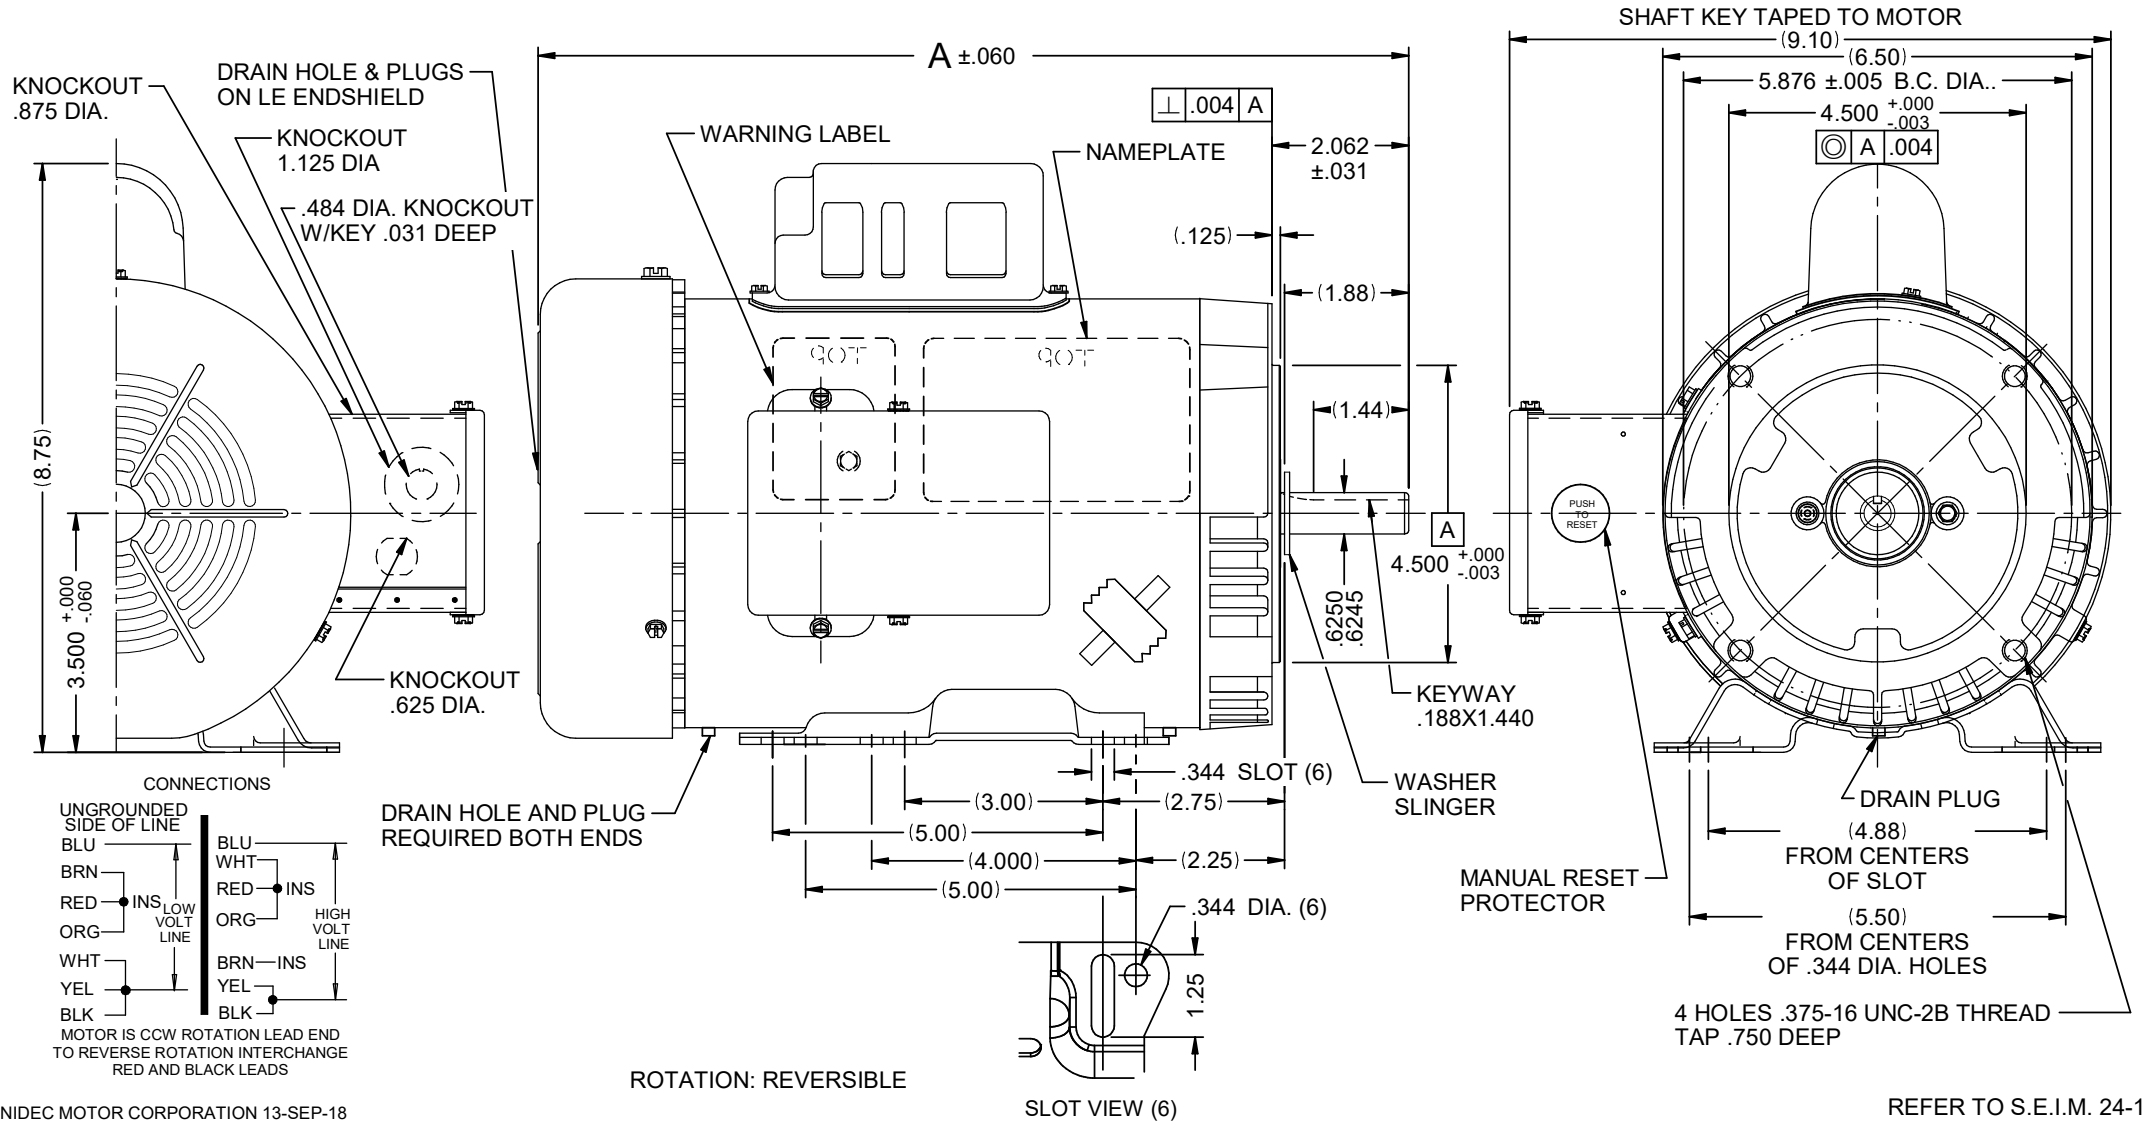 SHAFT KEY TAPED TO MOTOR
(9.10)
(6.50)
5.876 ±.005 B.C. DIA..
4.500 +.000 -.003
◎ A .004
A ±.060
KNOCKOUT
.875 DIA.
DRAIN HOLE & PLUGS
ON LE ENDSHIELD
KNOCKOUT
1.125 DIA
.484 DIA. KNOCKOUT
W/KEY .031 DEEP
WARNING LABEL
NAMEPLATE
⊥ .004 A
2.062
±.031
(.125)
(1.88)
(1.44)
TOP
TOP
(8.75)
3.500 +.000 -.060
A
4.500 +.000 -.003
.6250
.6245
PUSH
TO
RESET
KNOCKOUT
.625 DIA.
KEYWAY
.188X1.440
WASHER
SLINGER
.344 SLOT (6)
(3.00)
(2.75)
(5.00)
(4.000)
(2.25)
(5.00)
DRAIN HOLE AND PLUG
REQUIRED BOTH ENDS
DRAIN PLUG
(4.88)
FROM CENTERS
OF SLOT
(5.50)
FROM CENTERS
OF .344 DIA. HOLES
MANUAL RESET
PROTECTOR
4 HOLES .375-16 UNC-2B THREAD
TAP .750 DEEP
.344 DIA. (6)
1.25
SLOT VIEW (6)
ROTATION: REVERSIBLE
CONNECTIONS
UNGROUNDED
SIDE OF LINE
BLU
BRN
RED
INS
ORG
WHT
YEL
BLK
LOW
VOLT
LINE
BLU
WHT
RED
INS
ORG
BRN
INS
YEL
BLK
HIGH
VOLT
LINE
MOTOR IS CCW ROTATION LEAD END
TO REVERSE ROTATION INTERCHANGE
RED AND BLACK LEADS
NIDEC MOTOR CORPORATION 13-SEP-18
REFER TO S.E.I.M. 24-1